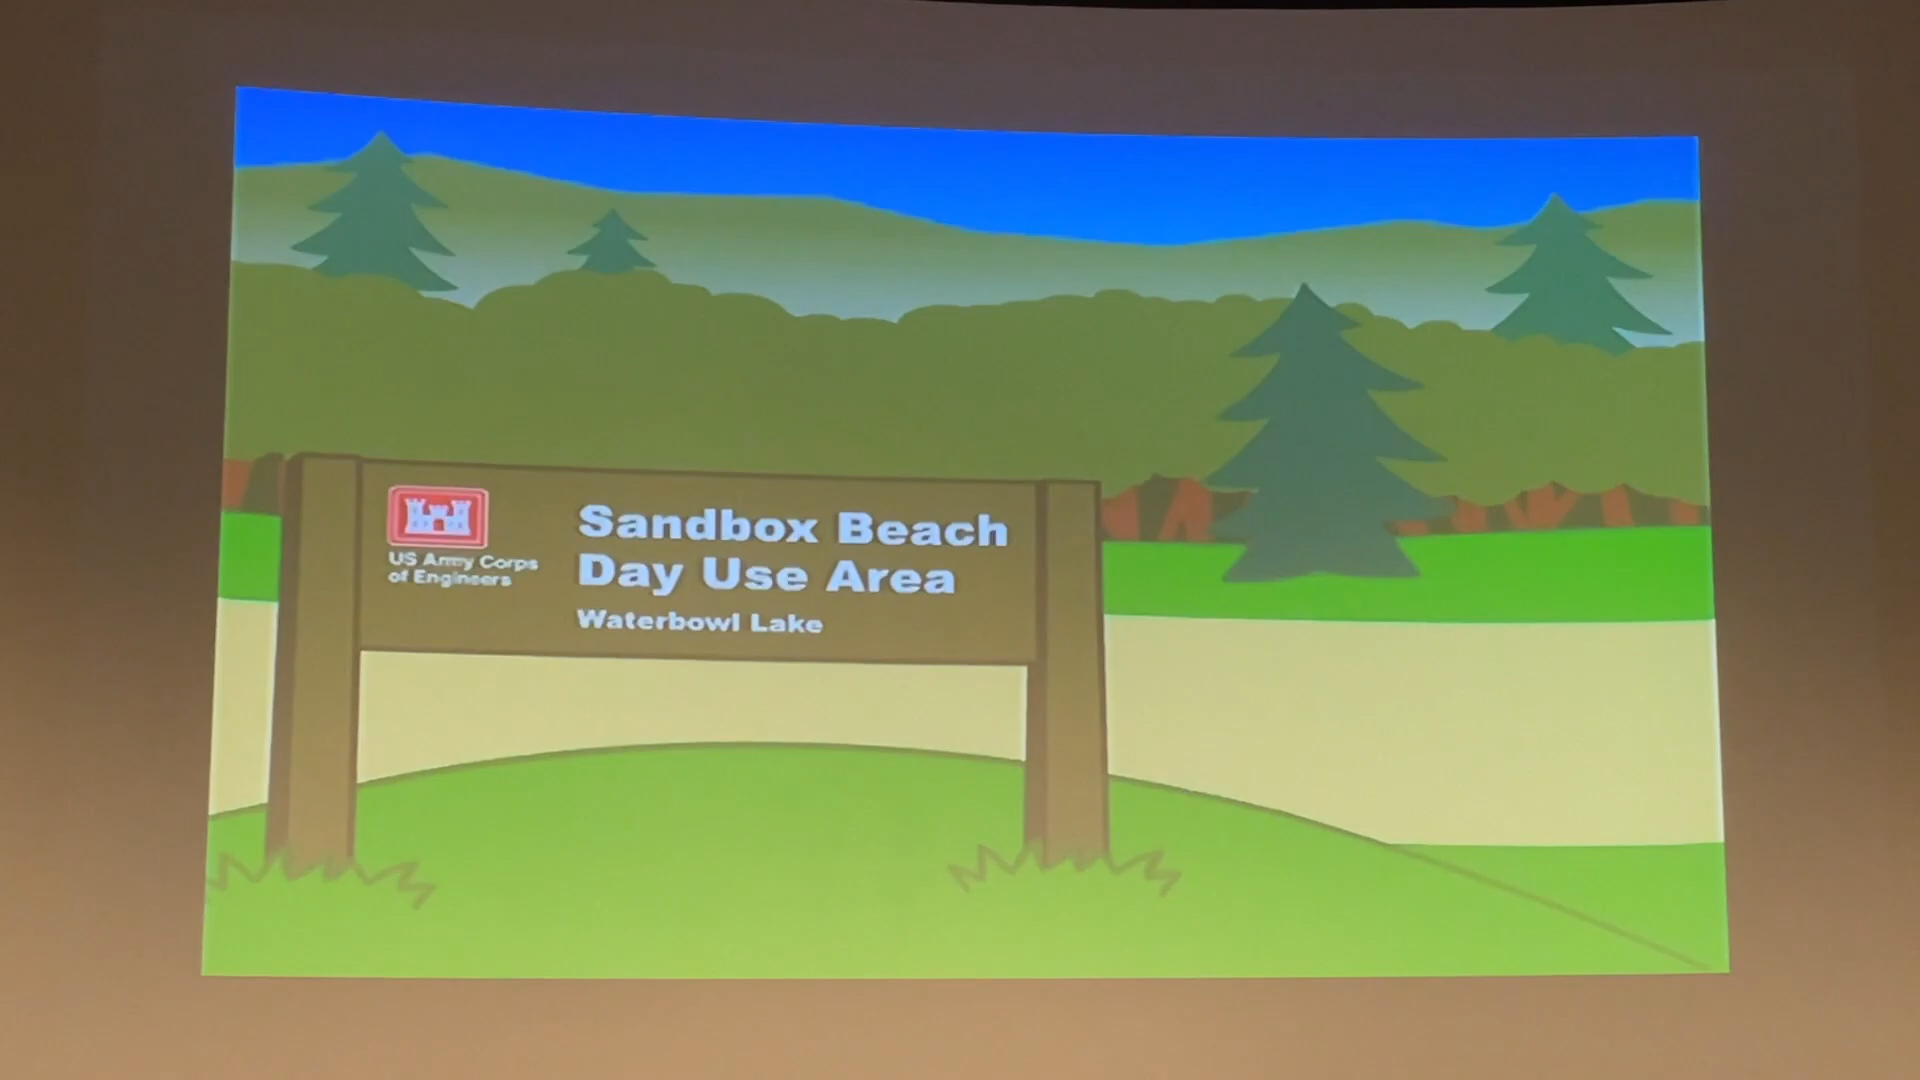 US Army Corps
of Engineers
Sandbox Beach
Day Use Area
Waterbowl Lake